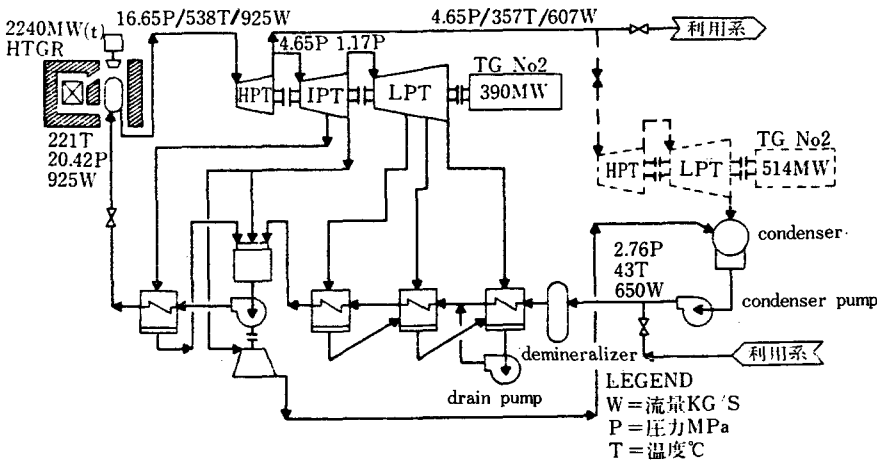 16.65P/538T/925W
4.65P/357T/607W
利用系
2240MW(t)
HTGR
4.65P 1.17P
TG No2
HPT
IPT
LPT
390MW
221T
20.42P
925W
TG No2
HPT
LPT
514MW
condenser
2.76P
43T
650W
condenser pump
利用系
demineralizer
drain pump
LEGEND
W=流量KG/S
P=圧力MPa
T=温度℃